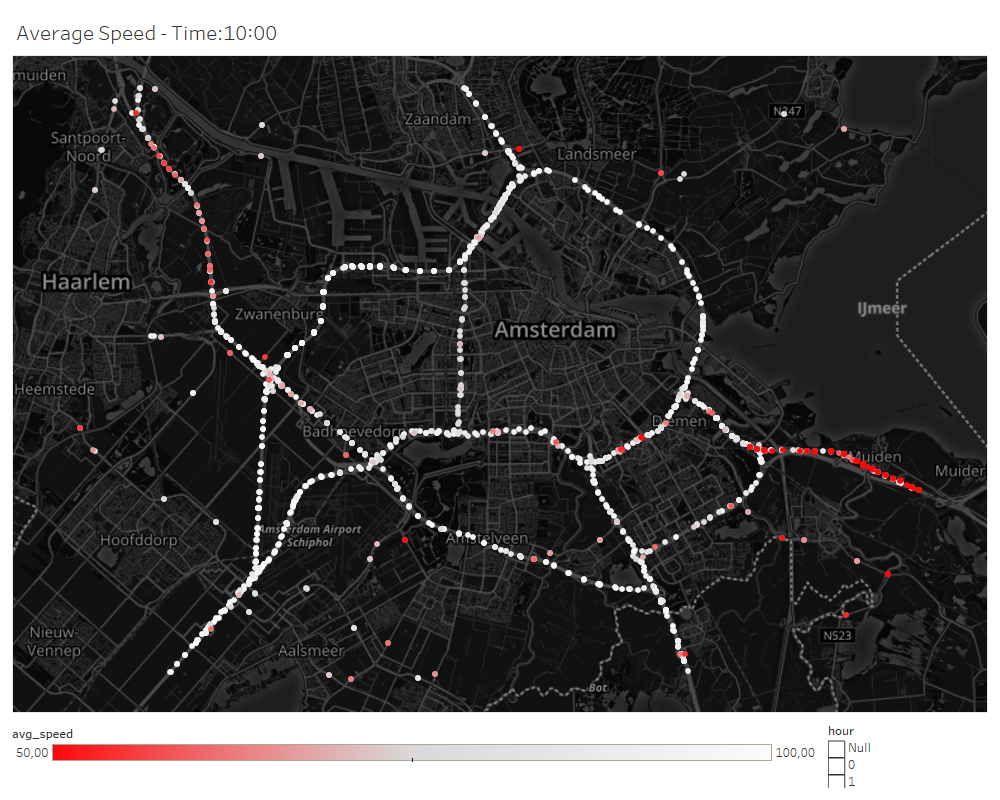 Average Speed - Time:10:00
muiden
Zaandam
N247
Santpoort-
Noord
Landsmeer
Haarlem
Zwanenburg
IJmeer
Amsterdam
Heemstede
Diemen
Badhoevedorp
Muiden
Muider
Amsterdam Airport
Schiphol
Hoofddorp
Amstelveen
Nieuw-
Vennep
N523
Aalsmeer
Bot
avg_speed
hour
50,00
100,00
Null
0
1